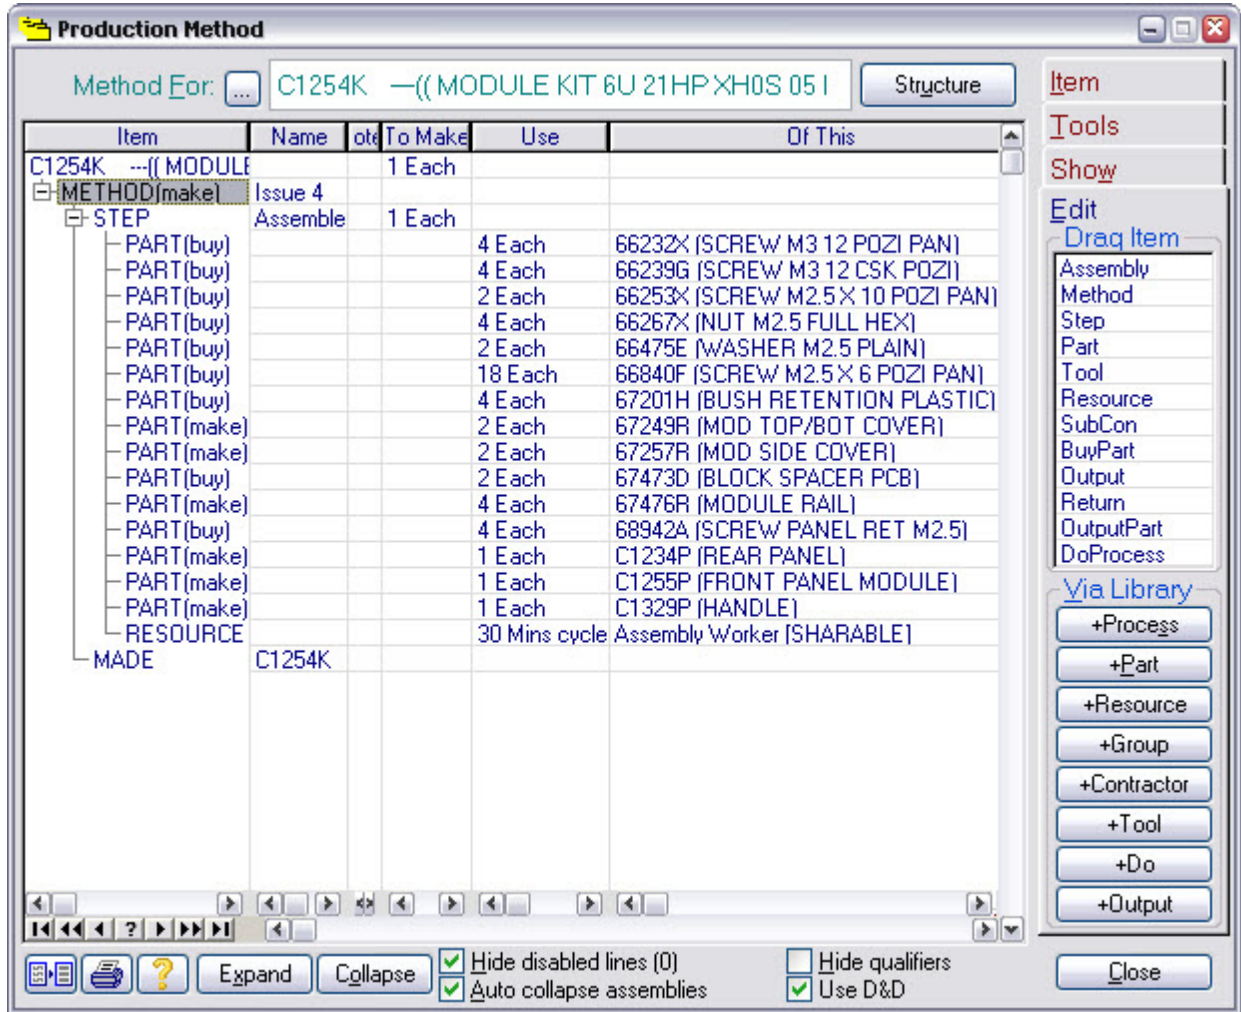 Production Method
Method For: ... C1254K —(( MODULE KIT 6U 21HP XH0S 05 I Structure
Item Name ote To Make Use Of This
C1254K ---(( MODULE 1 Each
METHOD(make) Issue 4
STEP Assemble 1 Each
PART(buy) 4 Each 66232X (SCREW M3 12 POZI PAN)
PART(buy) 4 Each 66239G (SCREW M3 12 CSK POZI)
PART(buy) 2 Each 66253X (SCREW M2.5 X 10 POZI PAN)
PART(buy) 4 Each 66267X (NUT M2.5 FULL HEX)
PART(buy) 2 Each 66475E (WASHER M2.5 PLAIN)
PART(buy) 18 Each 66840F (SCREW M2.5 X 6 POZI PAN)
PART(buy) 4 Each 67201H (BUSH RETENTION PLASTIC)
PART(make) 2 Each 67249R (MOD TOP/BOT COVER)
PART(make) 2 Each 67257R (MOD SIDE COVER)
PART(buy) 2 Each 67473D (BLOCK SPACER PCB)
PART(make) 4 Each 67476R (MODULE RAIL)
PART(buy) 4 Each 68942A (SCREW PANEL RET M2.5)
PART(make) 1 Each C1234P (REAR PANEL)
PART(make) 1 Each C1255P (FRONT PANEL MODULE)
PART(make) 1 Each C1329P (HANDLE)
RESOURCE 30 Mins cycle Assembly Worker (SHARABLE)
MADE C1254K
Item
Tools
Show
Edit
Drag Item
Assembly
Method
Step
Part
Tool
Resource
SubCon
BuyPart
Output
Return
OutputPart
DoProcess
Via Library
+Process
+Part
+Resource
+Group
+Contractor
+Tool
+Do
+Output
?
? Expand Collapse
Hide disabled lines (0) Hide qualifiers
Auto collapse assemblies Use D&D
Close